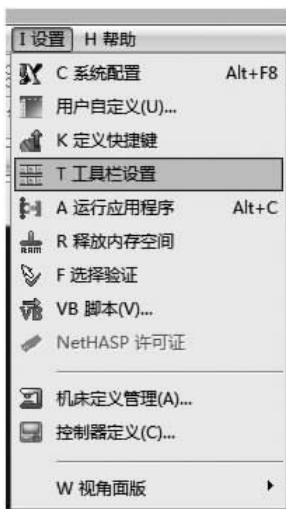 I 设置 H 帮助
C 系统配置 Alt+F8
用户自定义(U)...
K 定义快捷键
T 工具栏设置
A 运行应用程序 Alt+C
RAM R 释放内存空间
F 选择验证
VB VB 脚本(V)...
NetHASP 许可证
机床定义管理(A)...
控制器定义(C)...
W 视角面版